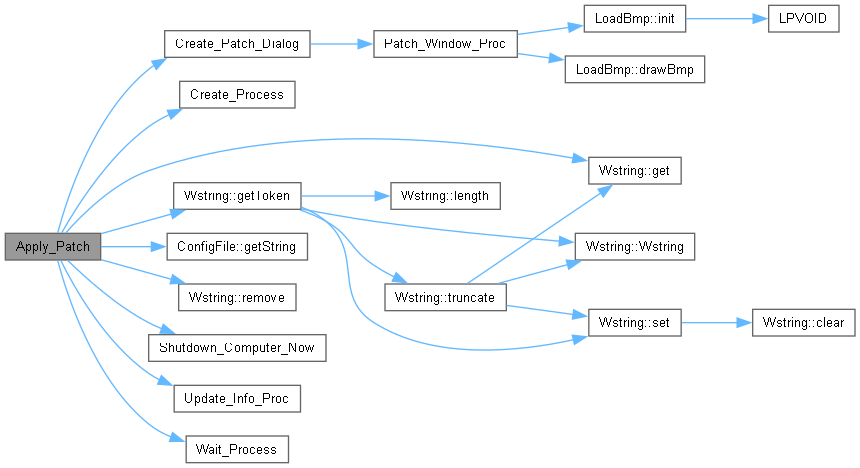 Create_Patch_Dialog
Patch_Window_Proc
LoadBmp::init
LPVOID
LoadBmp::drawBmp
Create_Process
Wstring::get
Wstring::getToken
Wstring::length
Apply_Patch
ConfigFile::getString
Wstring::Wstring
Wstring::remove
Wstring::truncate
Wstring::set
Wstring::clear
Shutdown_Computer_Now
Update_Info_Proc
Wait_Process